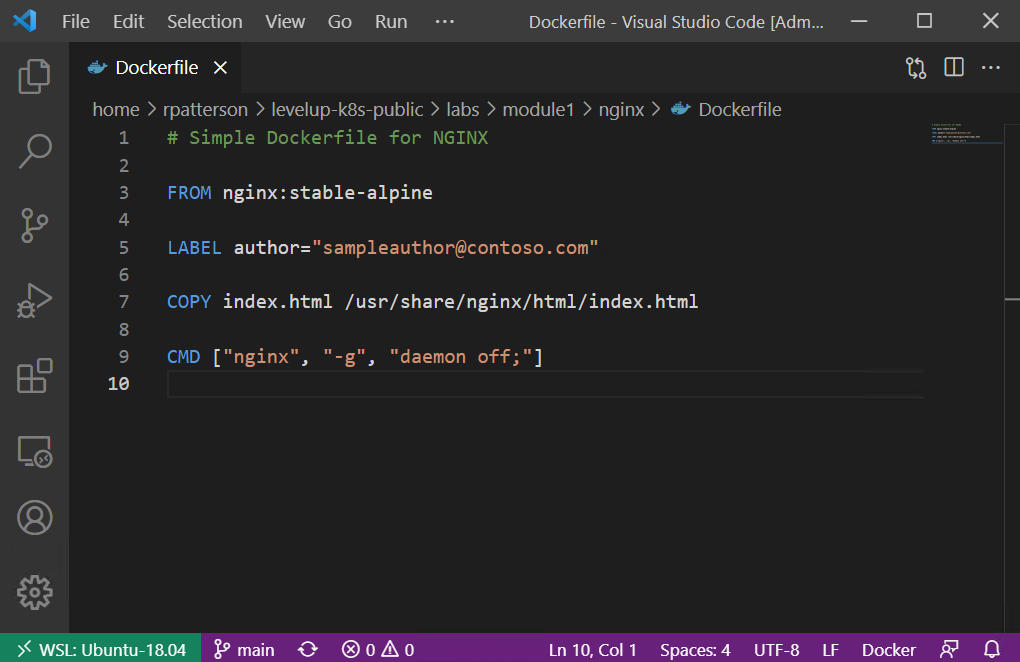 File Edit Selection View Go Run ··· Dockerfile - Visual Studio Code [Adm...
Dockerfile
home > rpatterson > levelup-k8s-public > labs > module1 > nginx > Dockerfile
1 # Simple Dockerfile for NGINX
2
3 FROM nginx:stable-alpine
4
5 LABEL author="sampleauthor@contoso.com"
6
7 COPY index.html /usr/share/nginx/html/index.html
8
9 CMD ["nginx", "-g", "daemon off;"]
10
WSL: Ubuntu-18.04 main 0 0 Ln 10, Col 1 Spaces: 4 UTF-8 LF Docker